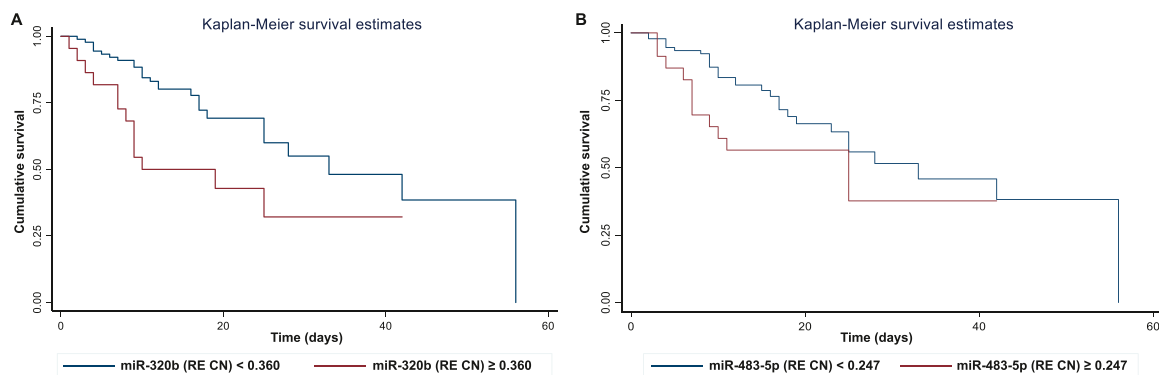 A
Kaplan-Meier survival estimates
Cumulative survival
1.00
0.75
0.50
0.25
0.00
0
20
40
60
Time (days)
miR-320b (RE CN) < 0.360
miR-320b (RE CN) ≥ 0.360
B
Kaplan-Meier survival estimates
Cumulative survival
1.00
0.75
0.50
0.25
0.00
0
20
40
60
Time (days)
miR-483-5p (RE CN) < 0.247
miR-483-5p (RE CN) ≥ 0.247